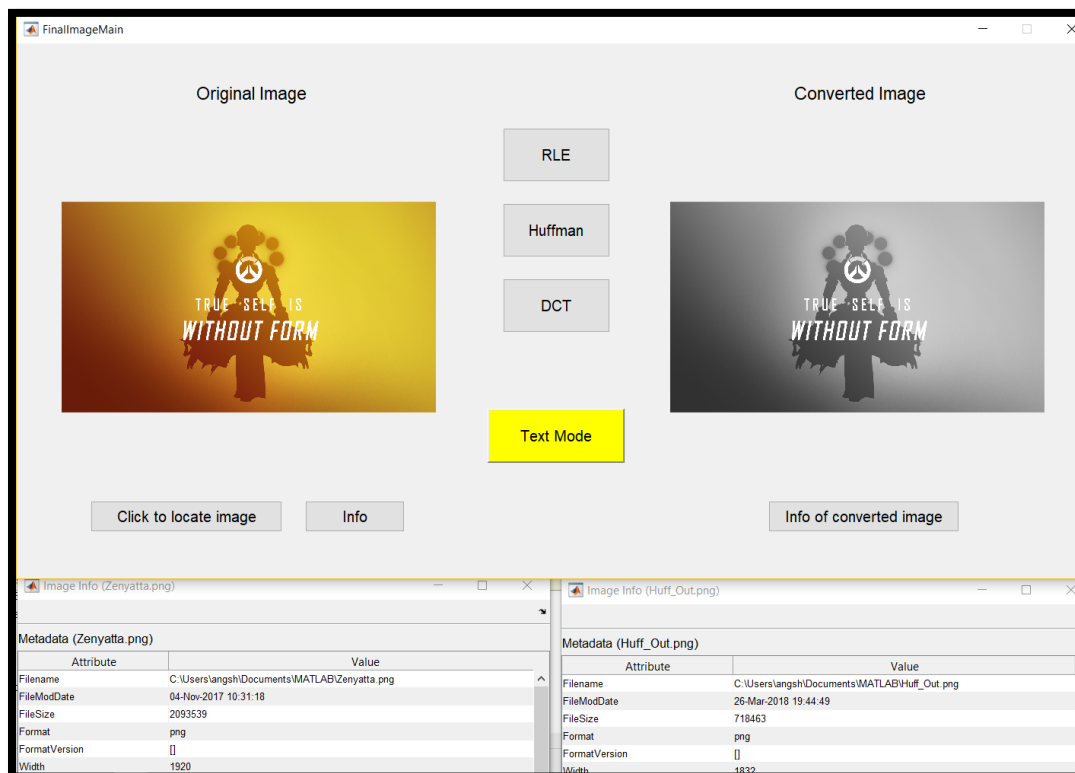 FinalImageMain
Original Image
Converted Image
RLE
Huffman
DCT
TRUE SELF IS
WITHOUT FORM
TRUE SELF IS
WITHOUT FORM
Text Mode
Click to locate image
Info
Info of converted image
Image Info (Zenyatta.png)
Metadata (Zenyatta.png)
Attribute Value
Filename C:\Users\angsh\Documents\MATLAB\Zenyatta.png
FileModDate 04-Nov-2017 10:31:18
FileSize 2093539
Format png
FormatVersion []
Width 1920
Image Info (Huff_Out.png)
Metadata (Huff_Out.png)
Attribute Value
Filename C:\Users\angsh\Documents\MATLAB\Huff_Out.png
FileModDate 26-Mar-2018 19:44:49
FileSize 718463
Format png
FormatVersion []
Width 1832